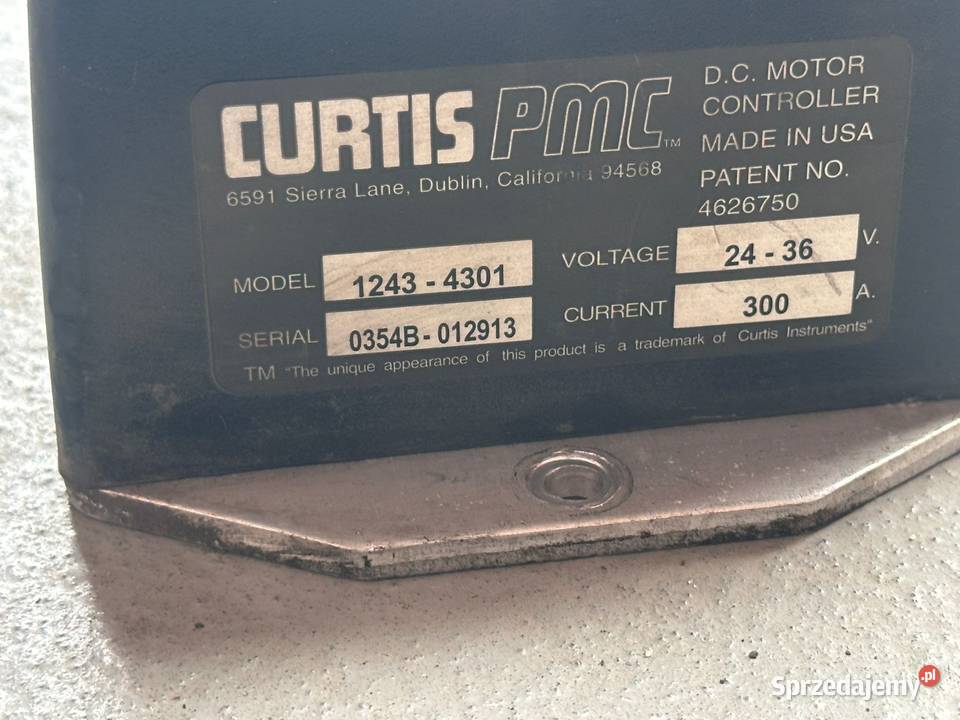 CURTIS PMC™
6591 Sierra Lane, Dublin, California 94568
D.C. MOTOR
CONTROLLER
MADE IN USA
PATENT NO.
4626750
MODEL 1243 - 4301
SERIAL 0354B - 012913
VOLTAGE 24 - 36 V.
CURRENT 300 A.
TM "The unique appearance of this product is a trademark of Curtis Instruments"
Sprzedajemy.pl